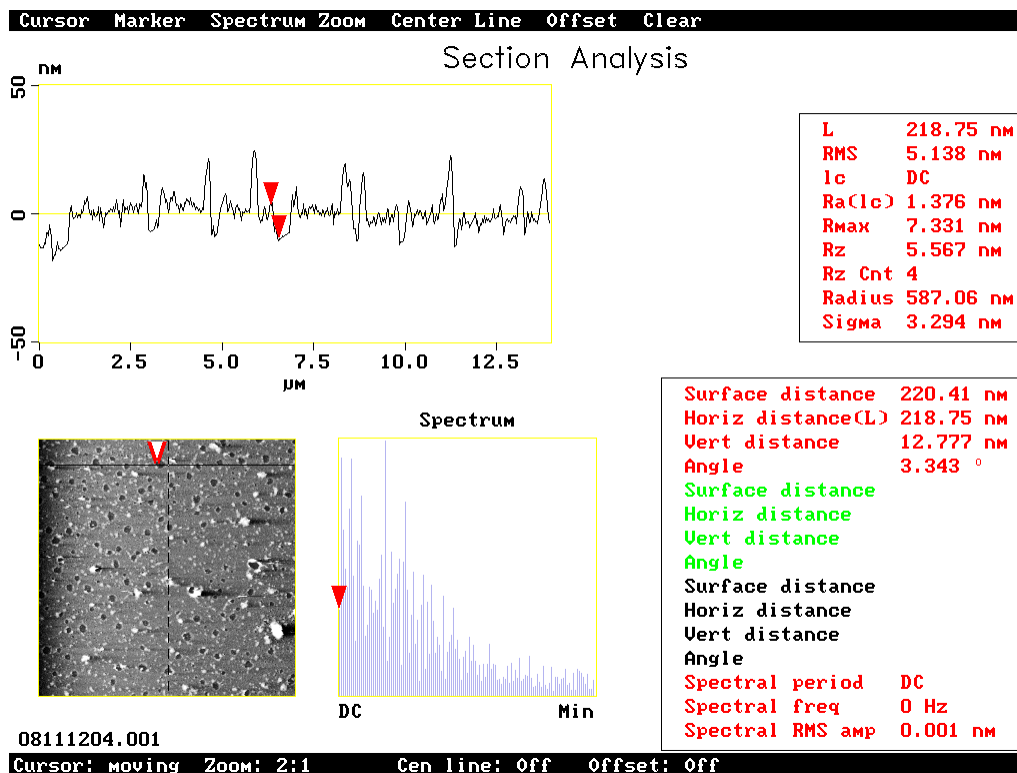 Cursor Marker Spectrum Zoom Center Line Offset Clear
Section Analysis
nM
50
0
-50
0 2.5 5.0 7.5 10.0 12.5
µM
L 218.75 nM
RMS 5.138 nM
lc DC
Ra(lc) 1.376 nM
RMax 7.331 nM
Rz 5.567 nM
Rz Cnt 4
Radius 587.06 nM
SigMa 3.294 nM
Surface distance 220.41 nM
Horiz distance(L) 218.75 nM
Vert distance 12.777 nM
Angle 3.343 °
Surface distance
Horiz distance
Vert distance
Angle
Surface distance
Horiz distance
Vert distance
Angle
Spectral period DC
Spectral freq 0 Hz
Spectral RMS aMp 0.001 nM
SpectruM
DC Min
08111204.001
Cursor: Moving Zoom: 2:1 Cen line: Off Offset: Off